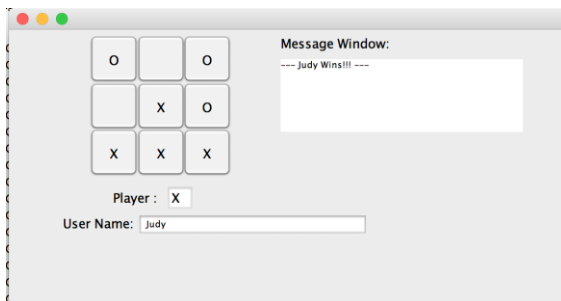 Message Window:
--- Judy Wins!!! ---
O O
X O
X X X
Player : X
User Name: Judy